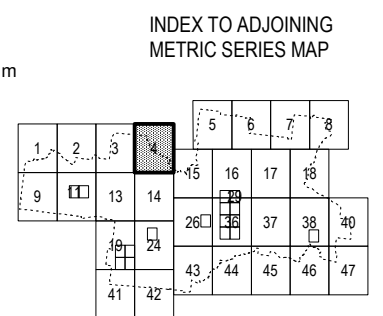 INDEX TO ADJOINING
METRIC SERIES MAP
m
5 6 7 8
1 2 3 4
15 16 17 18
9 11 13 14
29
26 36 37 38 40
19 24
43 44 45 46 47
41 42